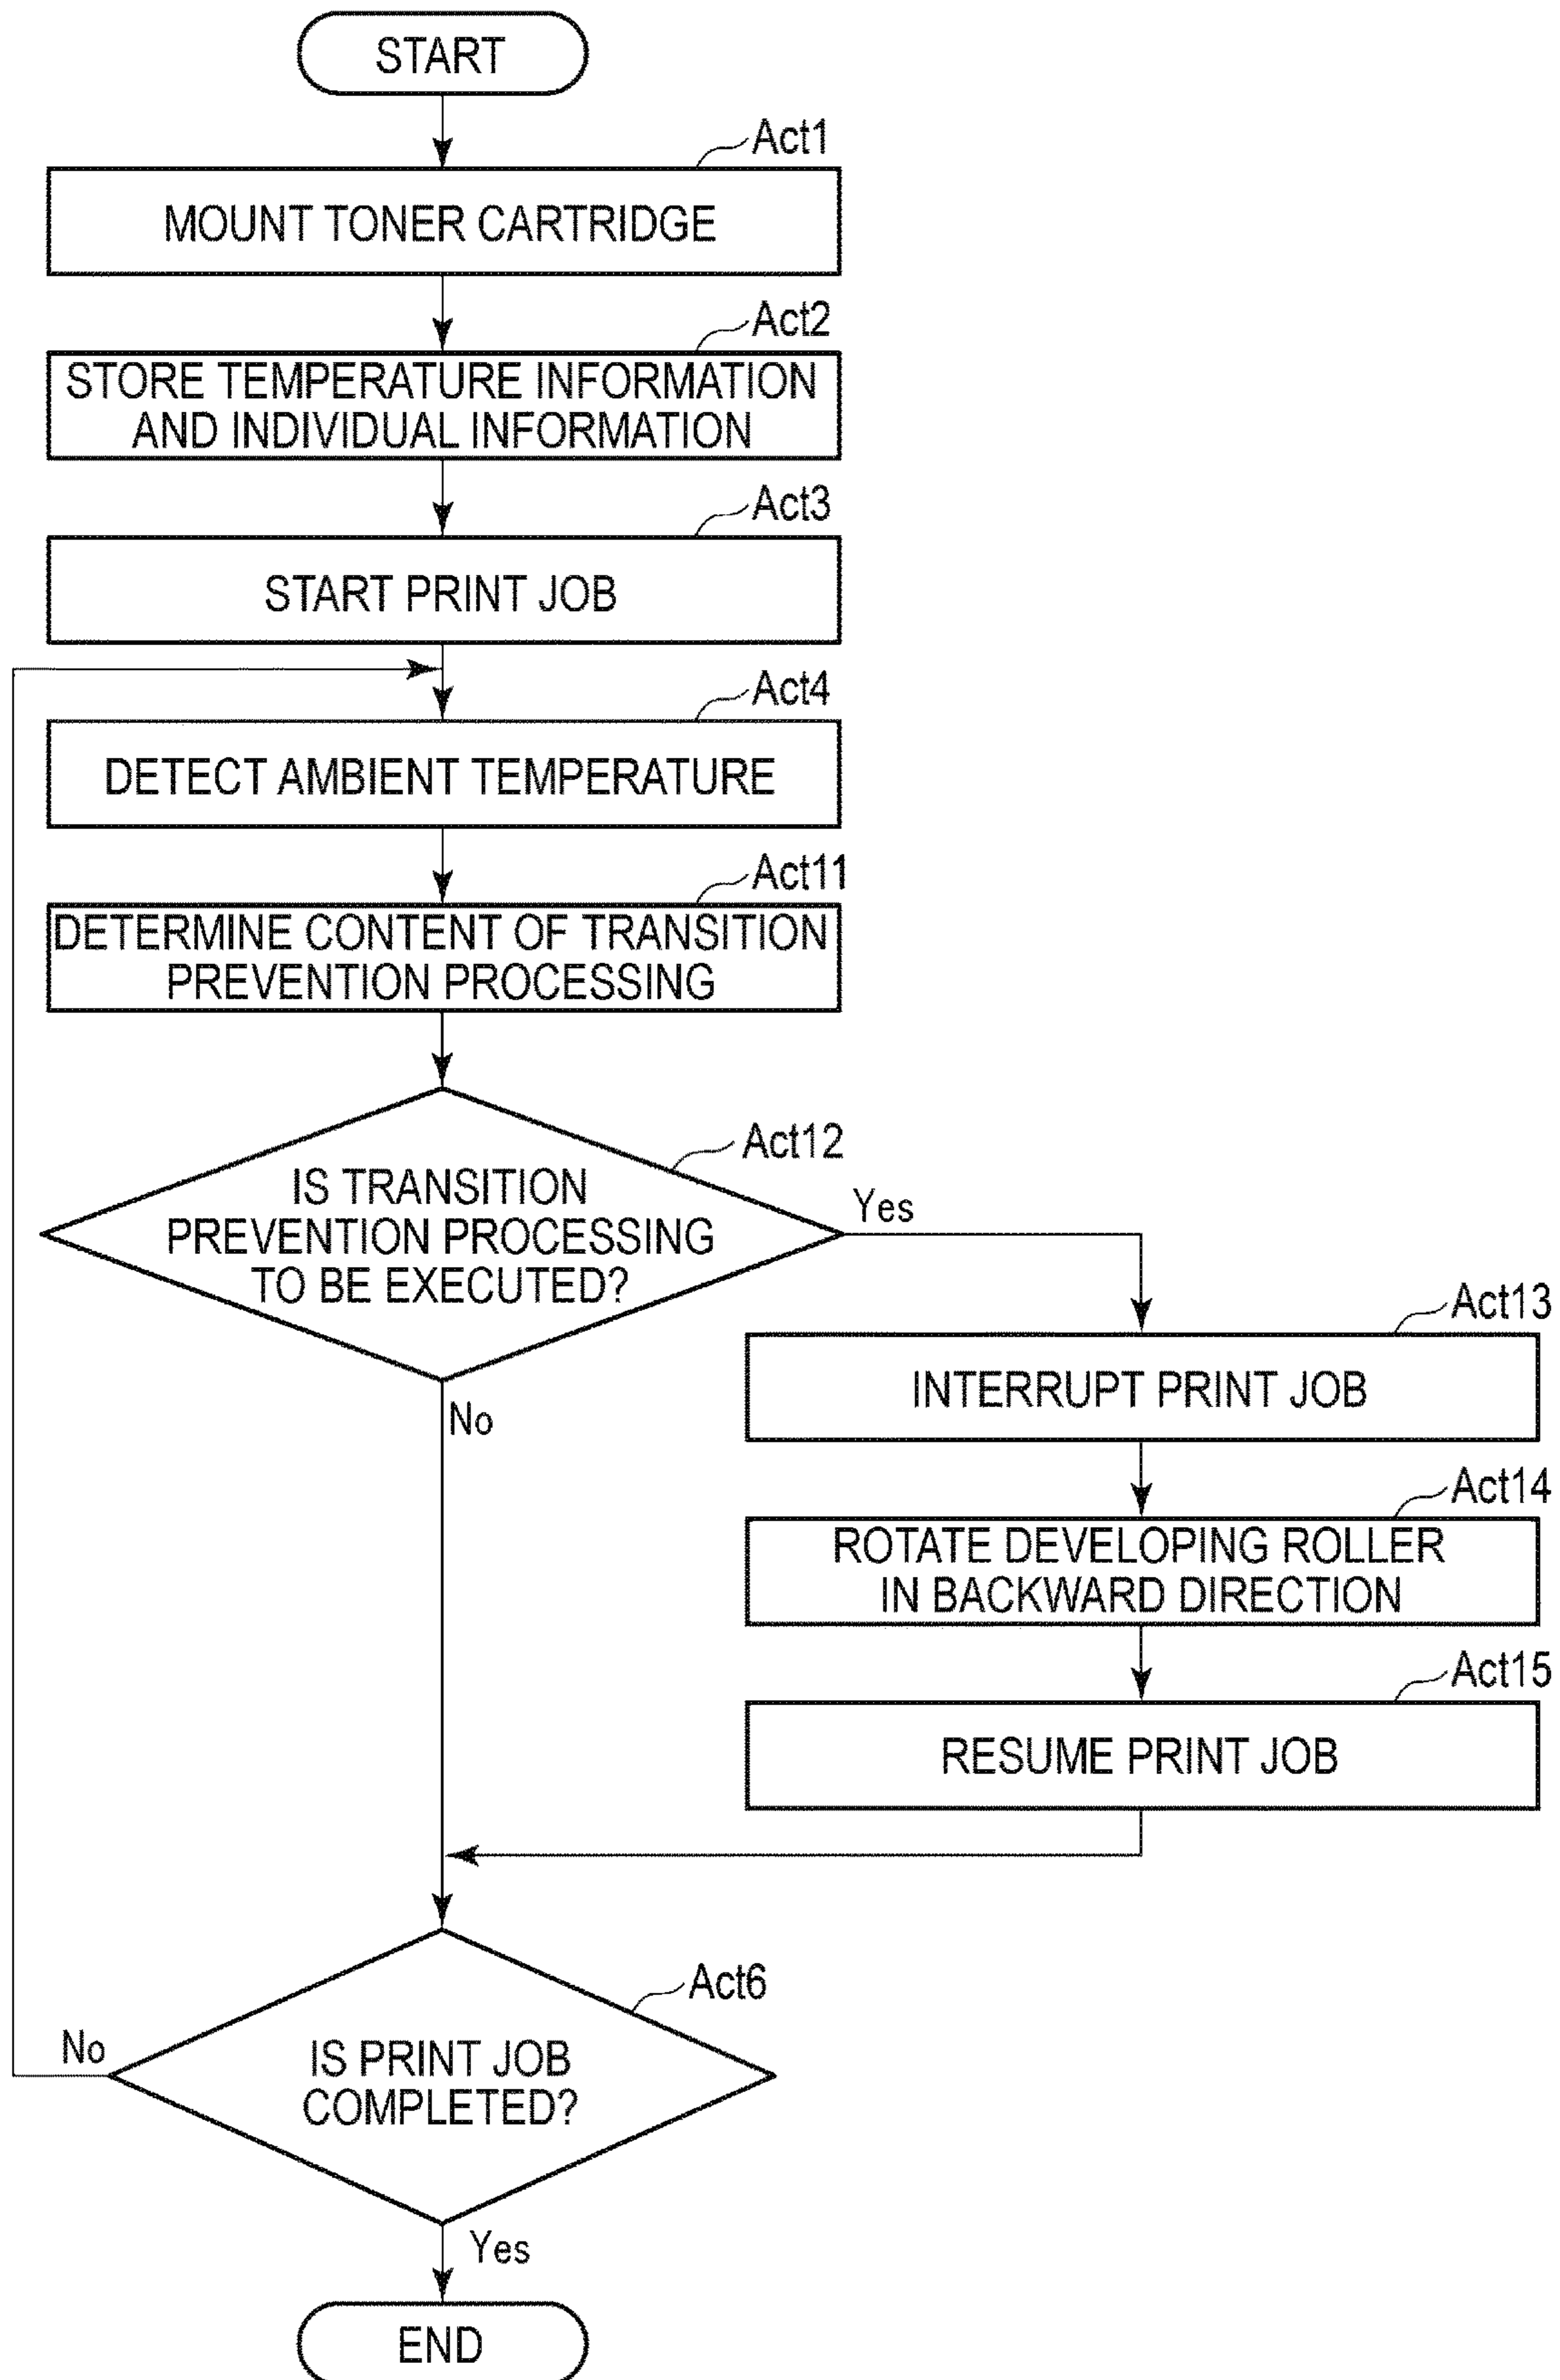 START
Act1
MOUNT TONER CARTRIDGE
Act2
STORE TEMPERATURE INFORMATION
AND INDIVIDUAL INFORMATION
Act3
START PRINT JOB
Act4
DETECT AMBIENT TEMPERATURE
Act11
DETERMINE CONTENT OF TRANSITION
PREVENTION PROCESSING
Act12
IS TRANSITION
PREVENTION PROCESSING
TO BE EXECUTED?
Yes
No
Act13
INTERRUPT PRINT JOB
Act14
ROTATE DEVELOPING ROLLER
IN BACKWARD DIRECTION
Act15
RESUME PRINT JOB
Act6
IS PRINT JOB
COMPLETED?
No
Yes
END